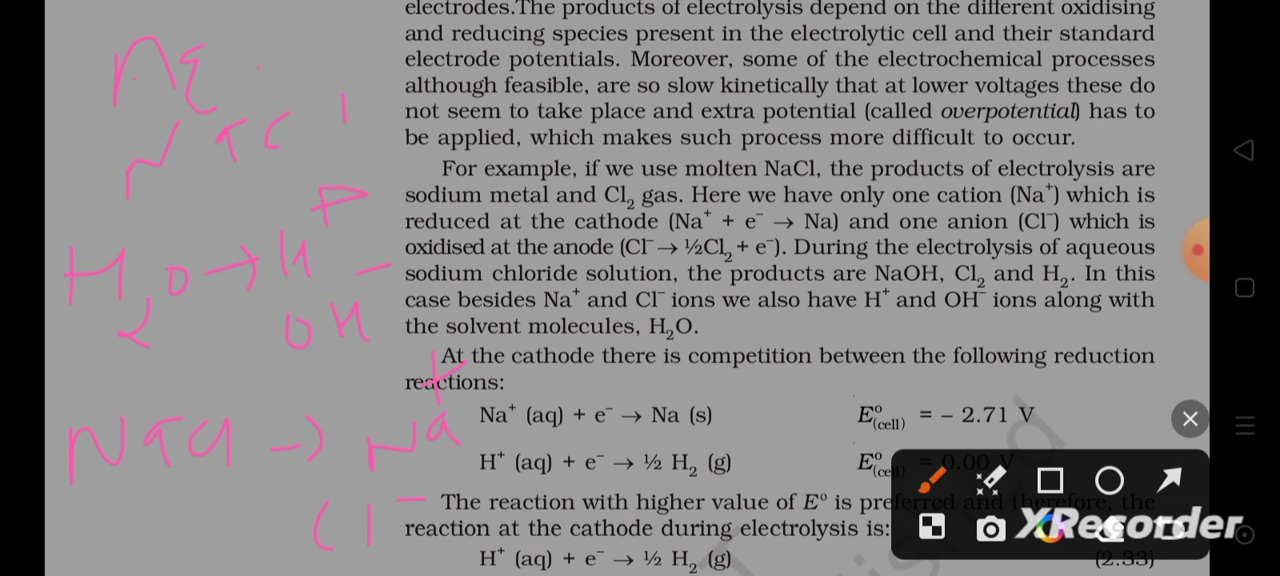 electrodes.The products of electrolysis depend on the different oxidising
and reducing species present in the electrolytic cell and their standard
electrode potentials. Moreover, some of the electrochemical processes
although feasible, are so slow kinetically that at lower voltages these do
not seem to take place and extra potential (called overpotential) has to
be applied, which makes such process more difficult to occur.
For example, if we use molten NaCl, the products of electrolysis are
sodium metal and Cl₂ gas. Here we have only one cation (Na⁺) which is
reduced at the cathode (Na⁺ + e⁻ → Na) and one anion (Cl⁻) which is
oxidised at the anode (Cl⁻ → ½Cl₂ + e⁻). During the electrolysis of aqueous
sodium chloride solution, the products are NaOH, Cl₂ and H₂. In this
case besides Na⁺ and Cl⁻ ions we also have H⁺ and OH⁻ ions along with
the solvent molecules, H₂O.
At the cathode there is competition between the following reduction
reactions:
Na⁺ (aq) + e⁻ → Na (s) E°(cell) = – 2.71 V
H⁺ (aq) + e⁻ → ½ H₂ (g) E°(cell) = 0.00 V
The reaction with higher value of E° is preferred and therefore, the
reaction at the cathode during electrolysis is:
H⁺ (aq) + e⁻ → ½ H₂ (g) (2.33)
H₂O → H⁺
OH⁻
NaCl → Na⁺
Cl⁻
XRecorder